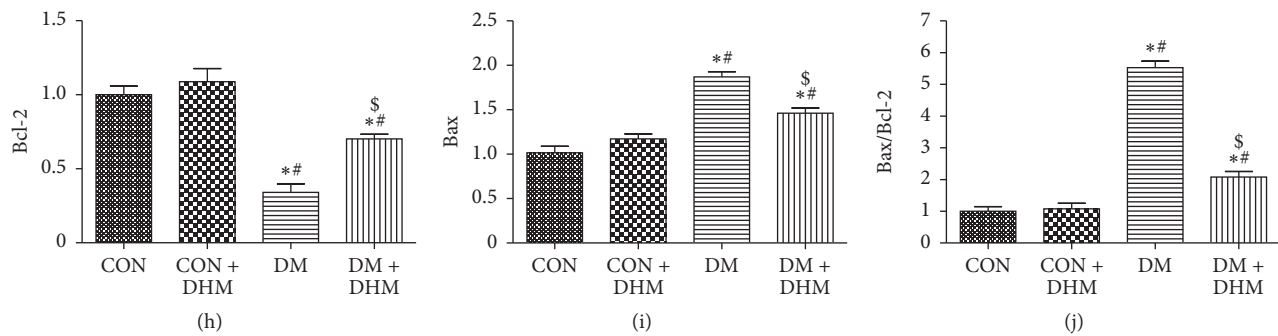 Bcl-2
1.5
1.0
0.5
0
*#
$
*#
CON
CON +
DHM
DM
DM +
DHM
(h)
Bax
2.5
2.0
1.5
1.0
0.5
0.0
*#
$
*#
CON
CON +
DHM
DM
DM +
DHM
(i)
Bax/Bcl-2
7
6
5
4
3
2
1
0
*#
$
*#
CON
CON +
DHM
DM
DM +
DHM
(j)